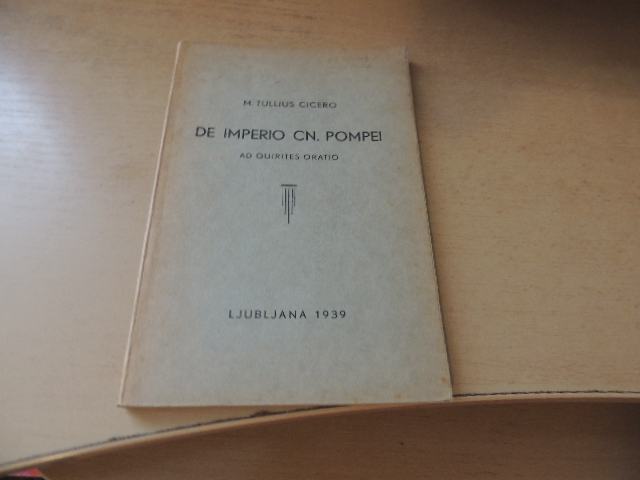 M. TULLIUS CICERO
DE IMPERIO CN. POMPEI
AD QUIRITES ORATIO
LJUBLJANA 1939